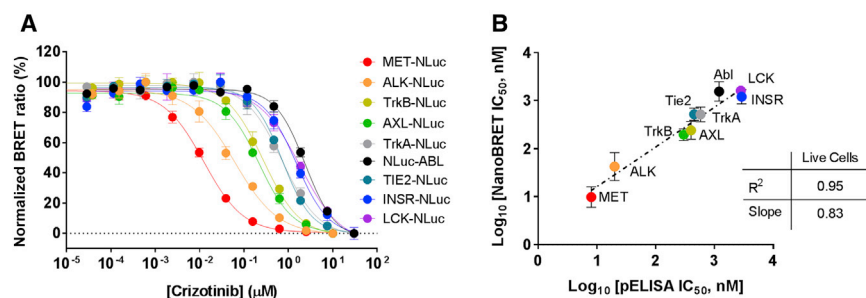 A
Normalized BRET ratio (%)
120
100
80
60
40
20
0
10⁻⁵ 10⁻⁴ 10⁻³ 10⁻² 10⁻¹ 10⁰ 10¹ 10²
[Crizotinib] (μM)
MET-NLuc
ALK-NLuc
TrkB-NLuc
AXL-NLuc
TrkA-NLuc
NLuc-ABL
TIE2-NLuc
INSR-NLuc
LCK-NLuc
B
Log₁₀ [NanoBRET IC₅₀, nM]
4
3
2
1
0
0 1 2 3 4
Log₁₀ [pELISA IC₅₀, nM]
Abl
LCK
INSR
Tie2
TrkA
TrkB
AXL
ALK
MET
Live Cells
R² 0.95
Slope 0.83